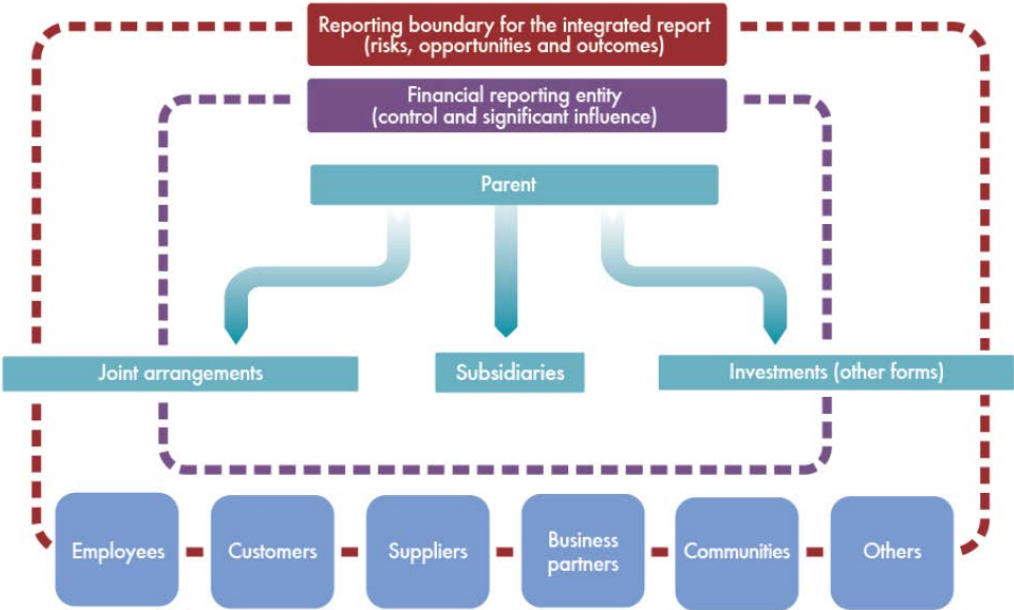 Reporting boundary for the integrated report
(risks, opportunities and outcomes)
Financial reporting entity
(control and significant influence)
Parent
Joint arrangements
Subsidiaries
Investments (other forms)
Employees
Customers
Suppliers
Business
partners
Communities
Others